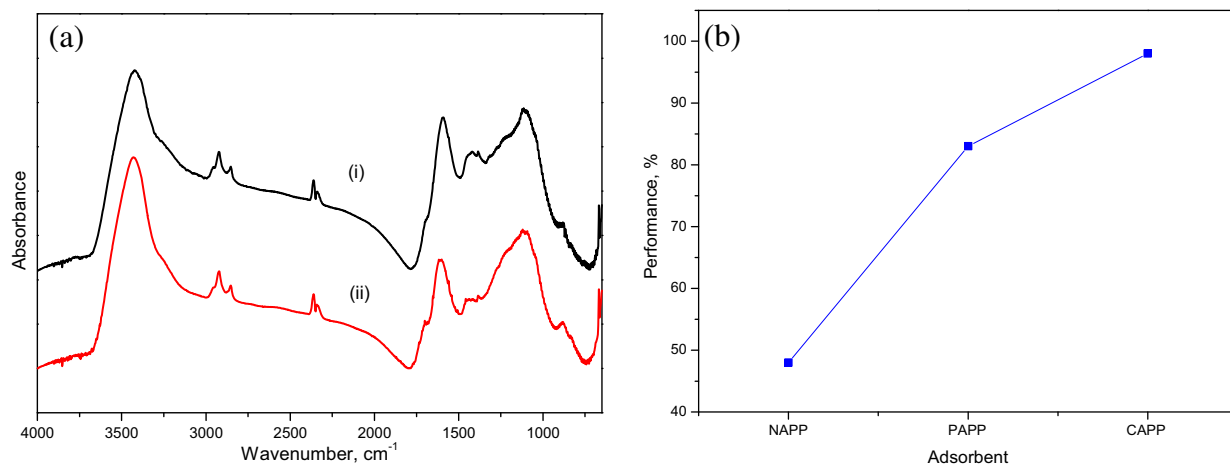 (a)
(i)
(ii)
Absorbance
4000 3500 3000 2500 2000 1500 1000
Wavenumber, cm-1
(b)
100
90
80
70
60
50
40
Performance, %
NAPP PAPP CAPP
Adsorbent